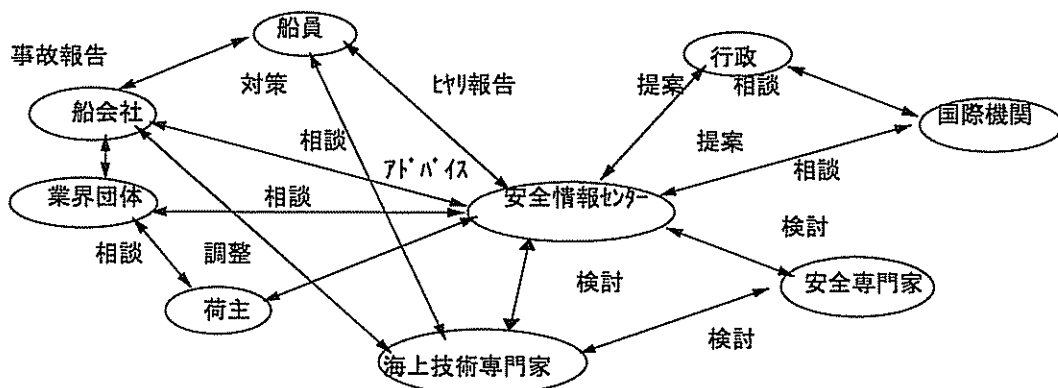 船員
事故報告
行政
対策
ﾋﾔﾘ報告
提案
相談
船会社
国際機関
相談
提案
ｱﾄﾞﾊﾞｲｽ
相談
業界団体
相談
安全情報ｾﾝﾀｰ
相談
調整
検討
検討
安全専門家
荷主
検討
海上技術専門家